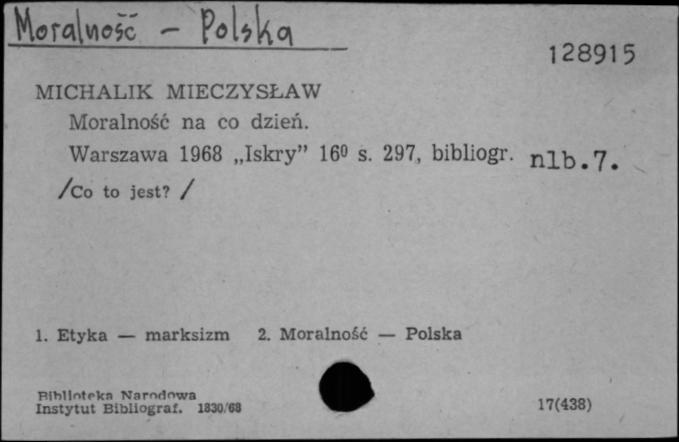 Moralność - Polska
128915
MICHALIK MIECZYSŁAW
Moralność na co dzień.
Warszawa 1968 „Iskry” 16⁰ s. 297, bibliogr. nlb.7.
/Co to jest? /
1. Etyka — marksizm 2. Moralność — Polska
Biblioteka Narodowa
Instytut Bibliograf. 1830/68
17(438)